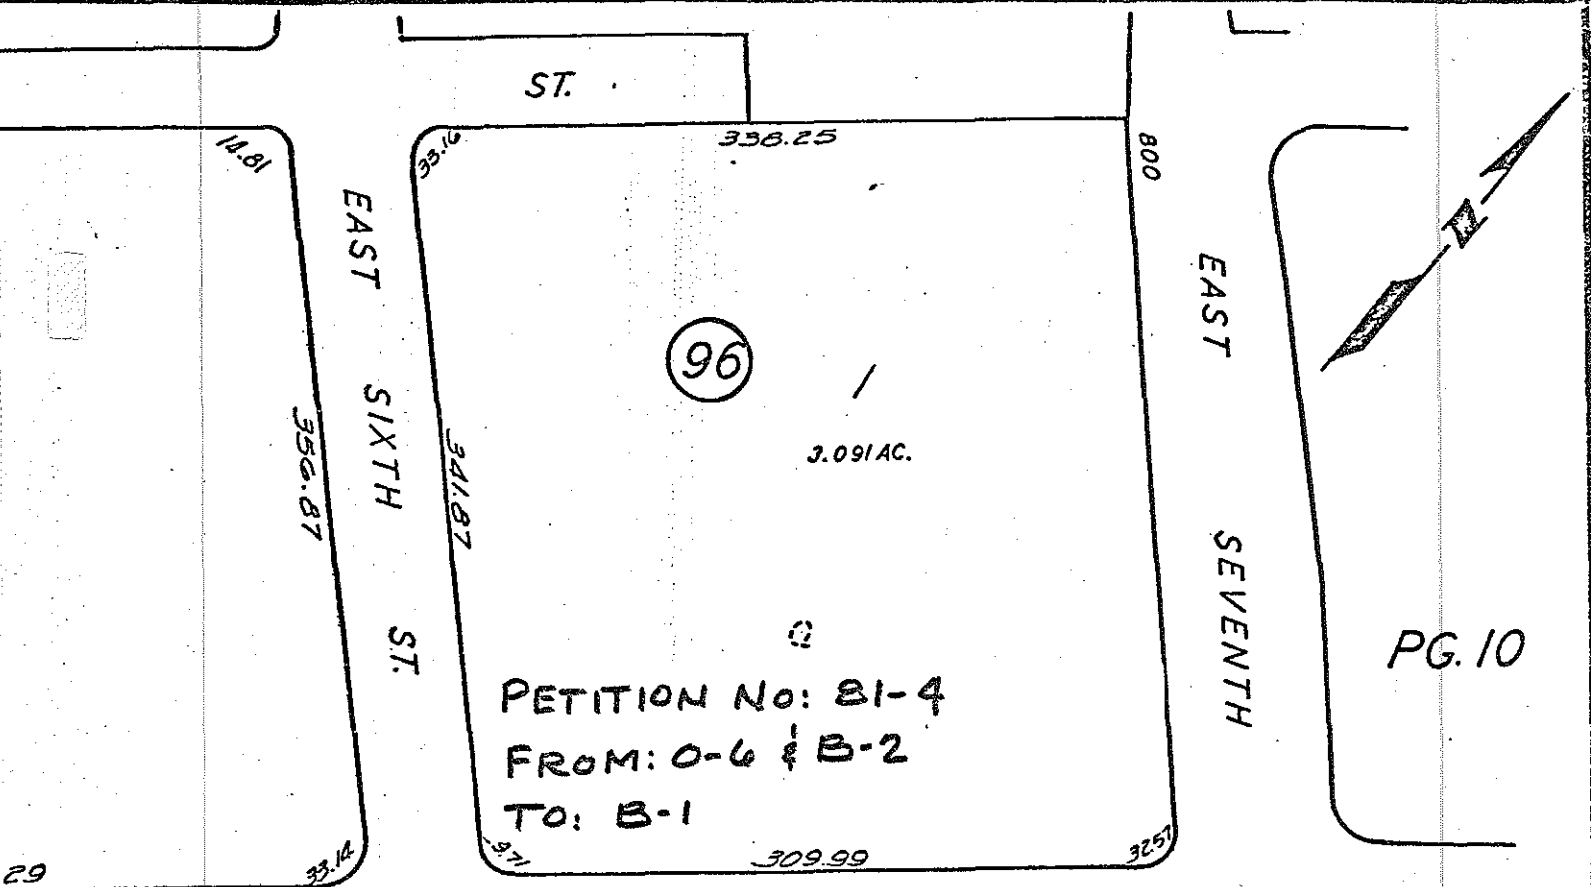 ST.
14.81
33.16
338.25
800
EAST SIXTH ST.
EAST SEVENTH
N
96
1
3.091 AC.
356.87
341.87
PG. 10
PETITION No: 81-4
FROM: O-6 & B-2
TO: B-1
29
33.14
309.99
32.57